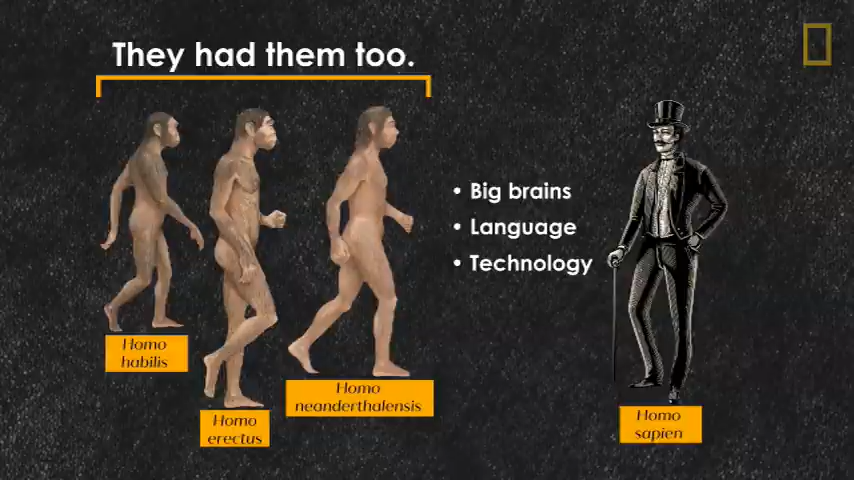 They had them too.
• Big brains
• Language
• Technology
Homo
habilis
Homo
erectus
Homo
neanderthalensis
Homo
sapien